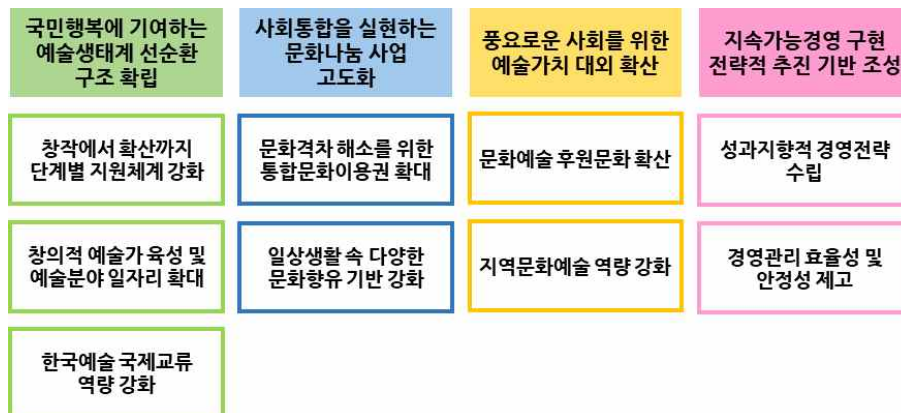 국민행복에 기여하는
예술생태계 선순환
구조 확립
사회통합을 실현하는
문화나눔 사업
고도화
풍요로운 사회를 위한
예술가치 대외 확산
지속가능경영 구현
전략적 추진 기반 조성
창작에서 확산까지
단계별 지원체계 강화
문화격차 해소를 위한
통합문화이용권 확대
문화예술 후원문화 확산
성과지향적 경영전략
수립
창의적 예술가 육성 및
예술분야 일자리 확대
일상생활 속 다양한
문화향유 기반 강화
지역문화예술 역량 강화
경영관리 효율성 및
안정성 제고
한국예술 국제교류
역량 강화